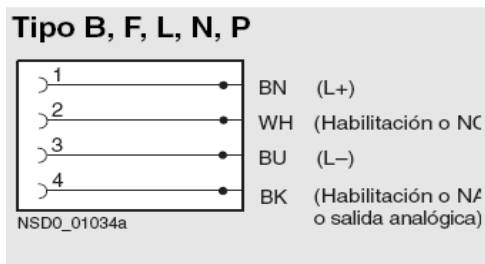 Tipo B, F, L, N, P
1
BN (L+)
2
WH (Habilitación o NC
3
BU (L–)
4
BK (Habilitación o NA
o salida analógica)
NSD0_01034a